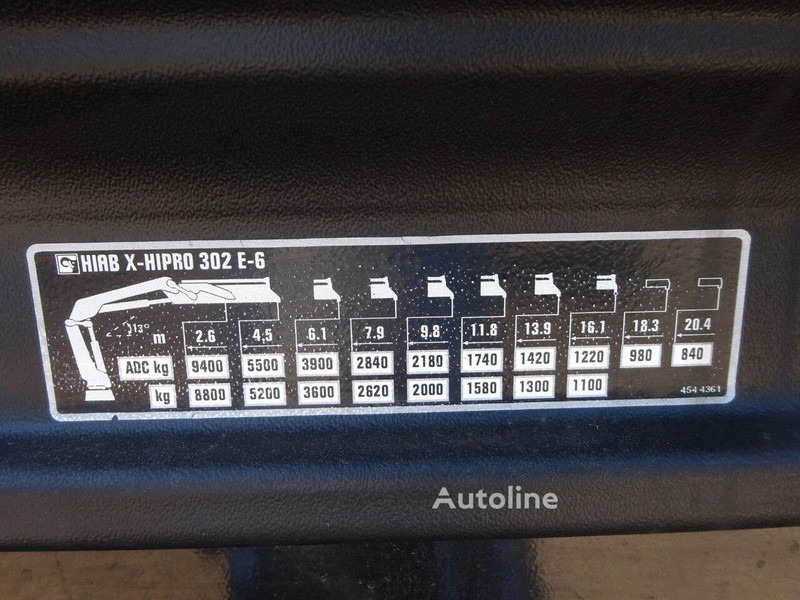 HIAB X-HIPRO 302 E-6
13° m 2.6 4.5 6.1 7.9 9.8 11.8 13.9 16.1 18.3 20.4
ADC kg 9400 5500 3900 2840 2180 1740 1420 1220 980 840
kg 8800 5200 3600 2620 2000 1580 1300 1100
454 4361
Autoline